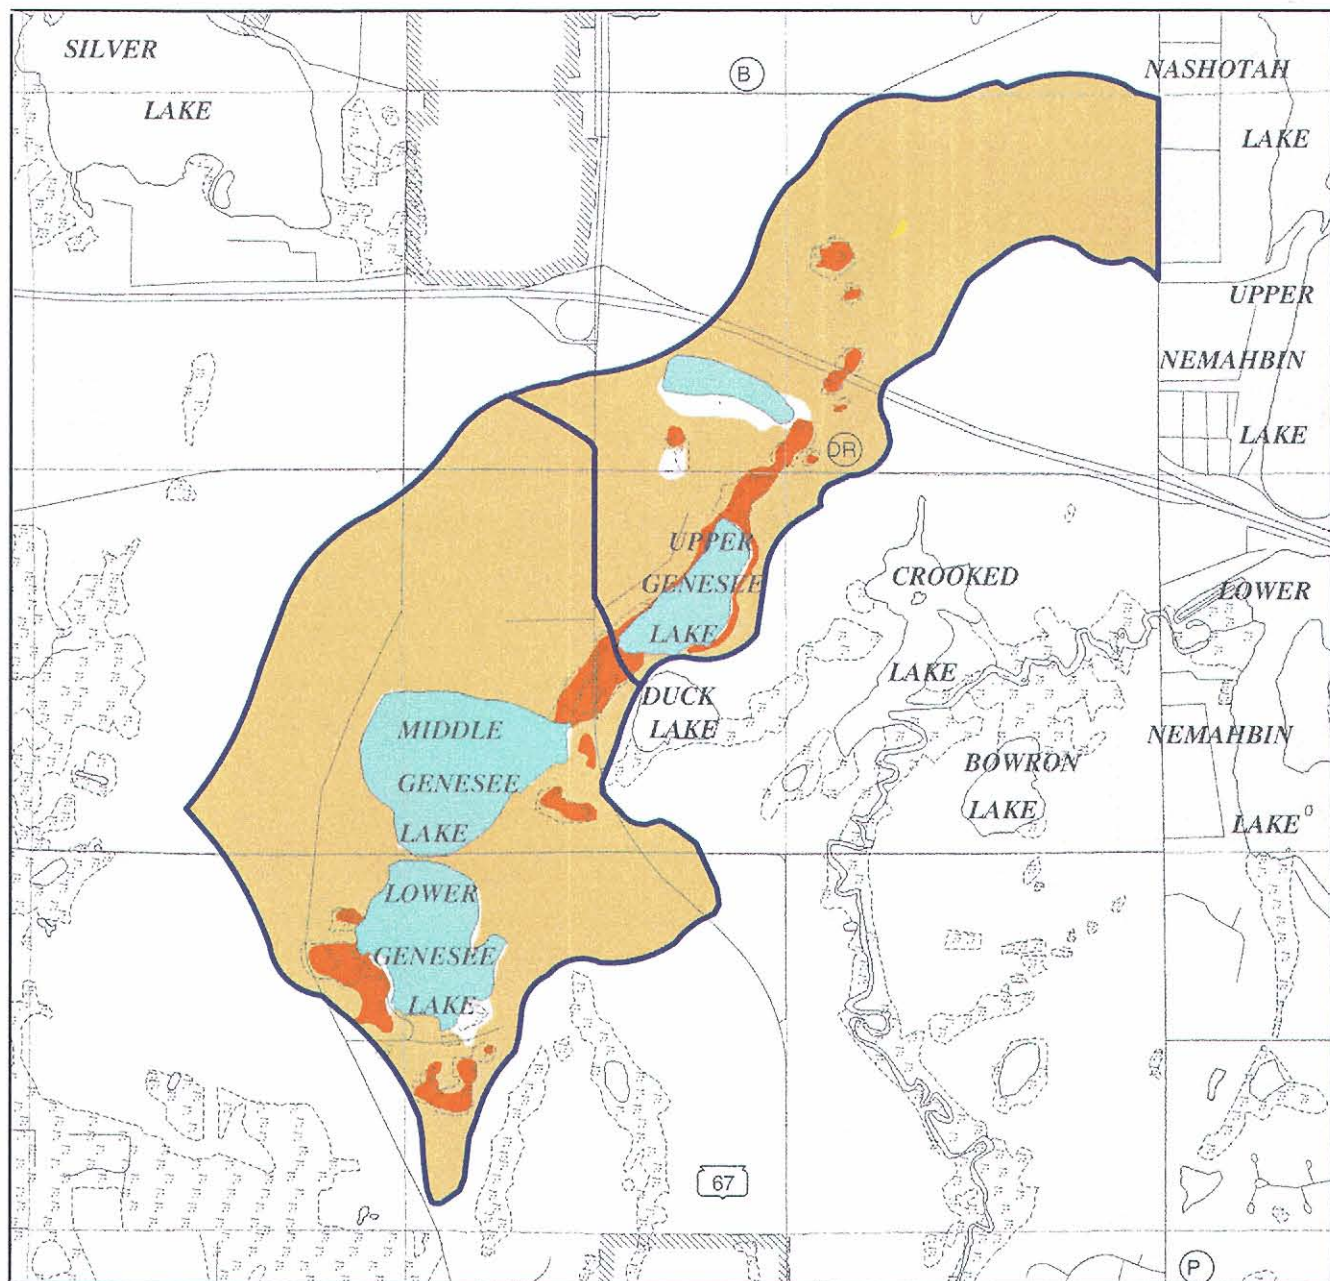 SILVER
LAKE
B
NASHOTAH
LAKE
UPPER
NEMAHBIN
LAKE
DR
UPPER
GENESEE
LAKE
CROOKED
LAKE
LOWER
NEMAHBIN
LAKE
DUCK
LAKE
MIDDLE
GENESEE
LAKE
BOWRON
LAKE
LOWER
GENESEE
LAKE
67
P